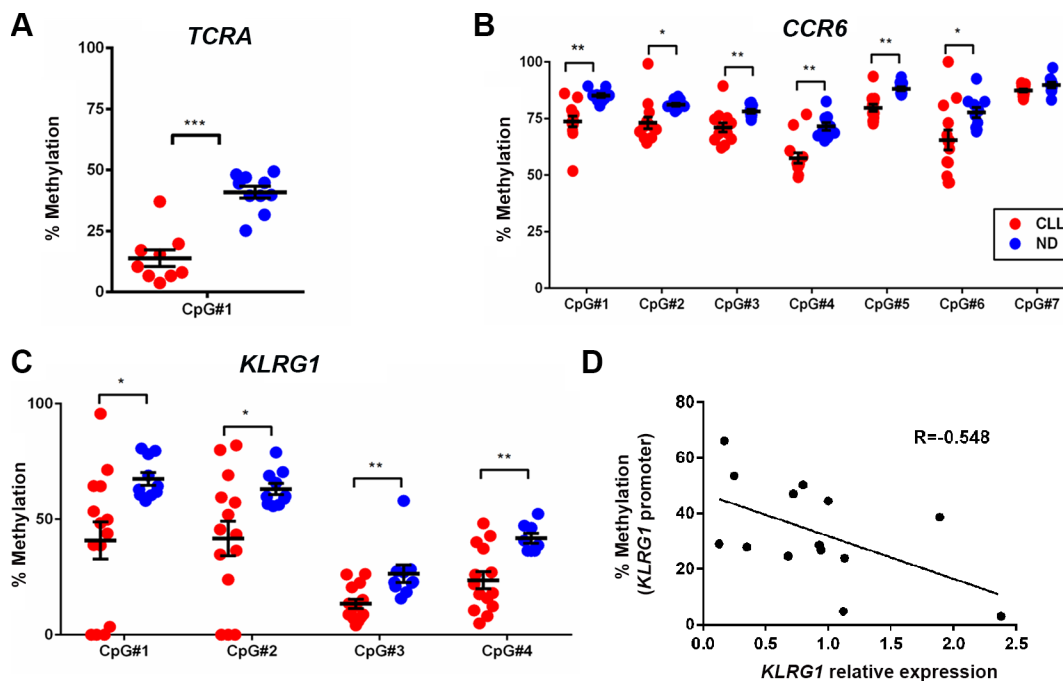 A
TCRA
100
75
50
25
0
% Methylation
***
CpG#1
B
CCR6
100
75
50
25
0
% Methylation
** * ** ** ** *
CpG#1 CpG#2 CpG#3 CpG#4 CpG#5 CpG#6 CpG#7
CLL
ND
C
KLRG1
100
50
0
% Methylation
* * ** **
CpG#1 CpG#2 CpG#3 CpG#4
D
80
60
40
20
0
% Methylation
(KLRG1 promoter)
R=-0.548
0.0 0.5 1.0 1.5 2.0 2.5
KLRG1 relative expression